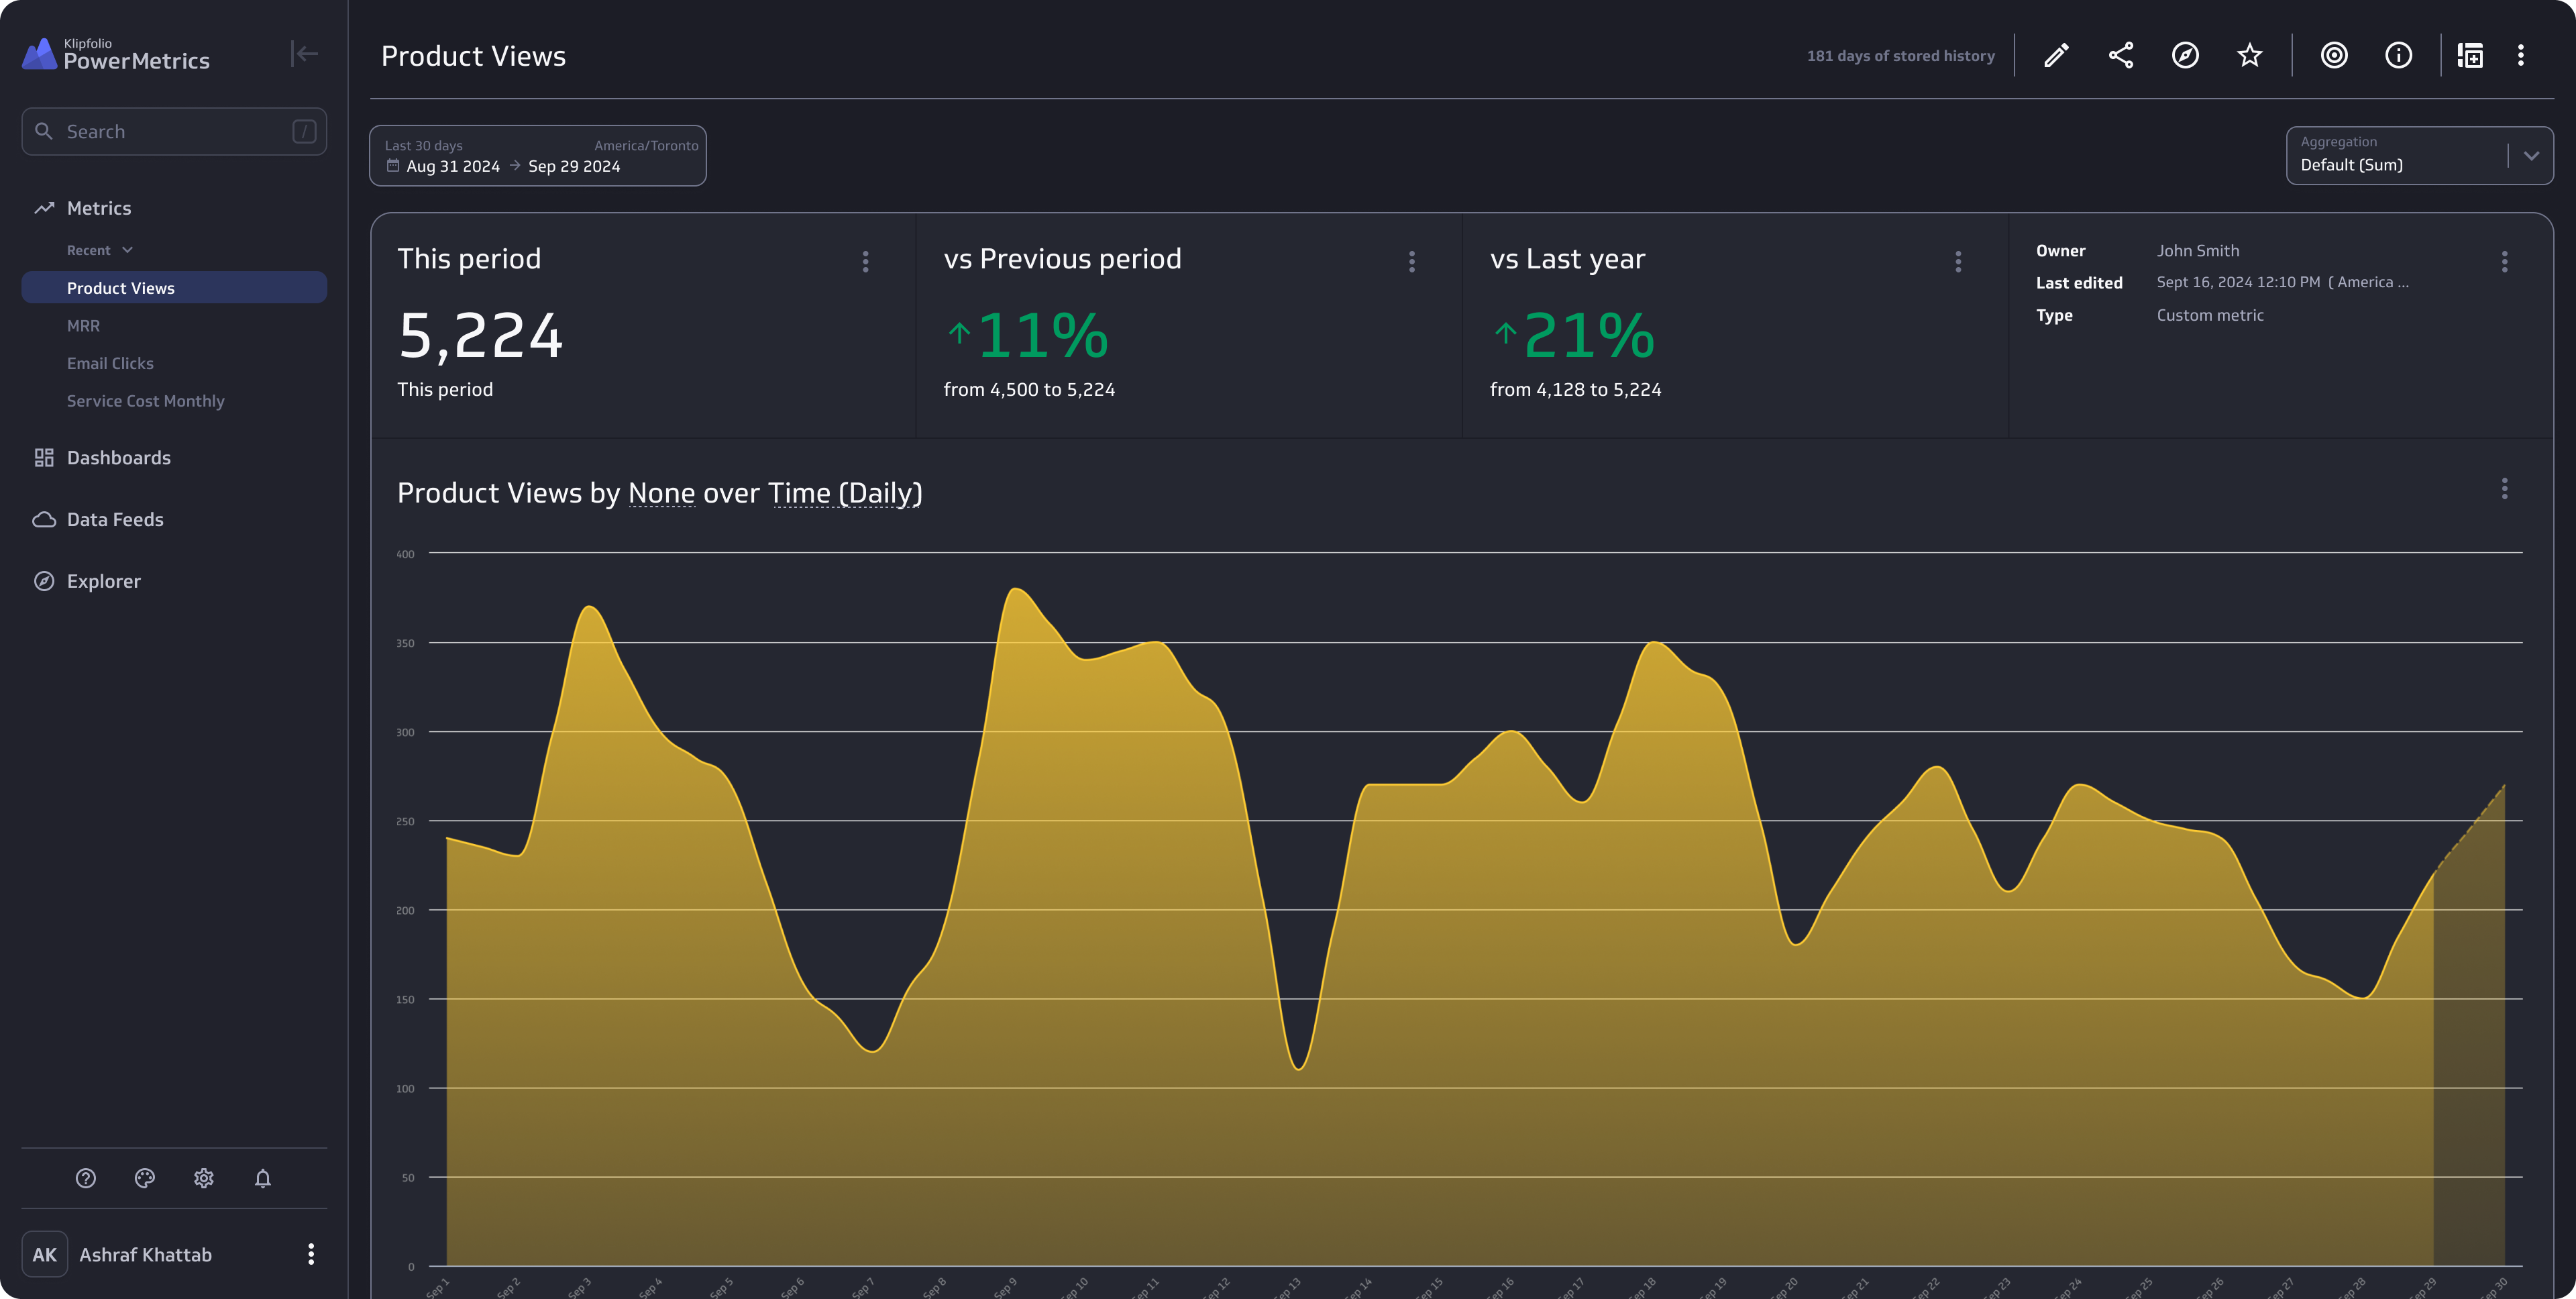 Klipfolio
PowerMetrics
Search
/
Metrics
Recent
Product Views
MRR
Email Clicks
Service Cost Monthly
Dashboards
Data Feeds
Explorer
AK
Ashraf Khattab
Product Views
181 days of stored history
Last 30 days America/Toronto
Aug 31 2024 → Sep 29 2024
Aggregation
Default (Sum)
This period
5,224
This period
vs Previous period
↑11%
from 4,500 to 5,224
vs Last year
↑21%
from 4,128 to 5,224
Owner John Smith
Last edited Sept 16, 2024 12:10 PM ( America ...
Type Custom metric
Product Views by None over Time (Daily)
400
350
300
250
200
150
100
50
0
Sep 1
Sep 2
Sep 3
Sep 4
Sep 5
Sep 6
Sep 7
Sep 8
Sep 9
Sep 10
Sep 11
Sep 12
Sep 13
Sep 14
Sep 15
Sep 16
Sep 17
Sep 18
Sep 19
Sep 20
Sep 21
Sep 22
Sep 23
Sep 24
Sep 25
Sep 26
Sep 27
Sep 28
Sep 29
Sep 30